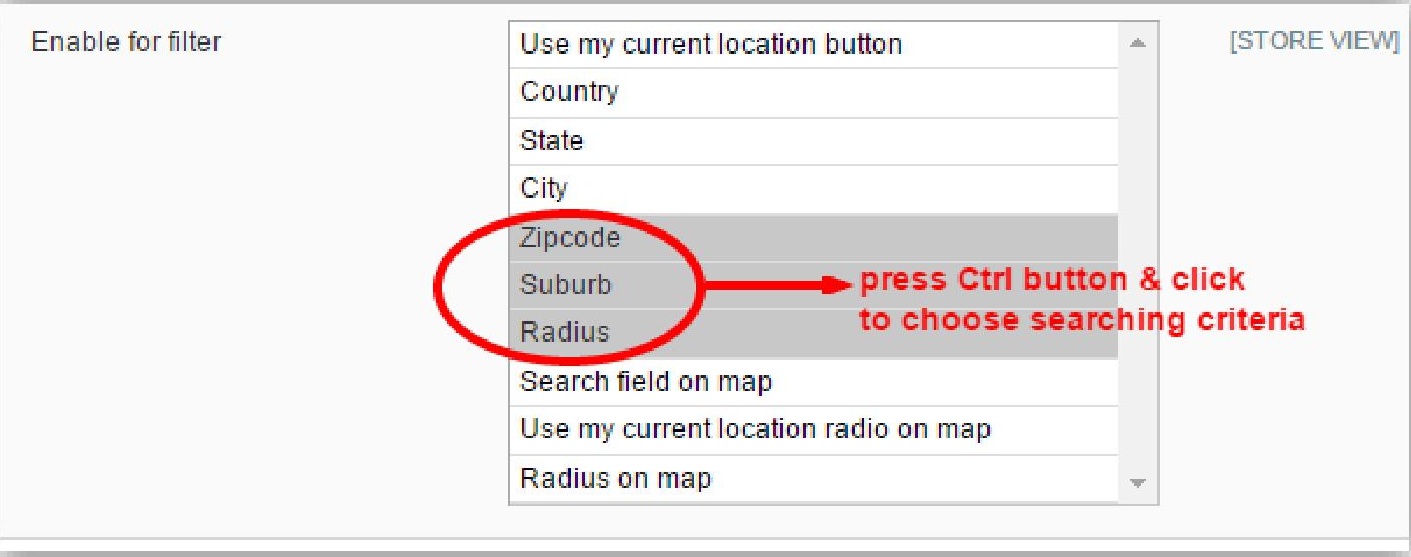 Enable for filter
Use my current location button
[STORE VIEW]
Country
State
City
Zipcode
Suburb
Radius
press Ctrl button & click
to choose searching criteria
Search field on map
Use my current location radio on map
Radius on map